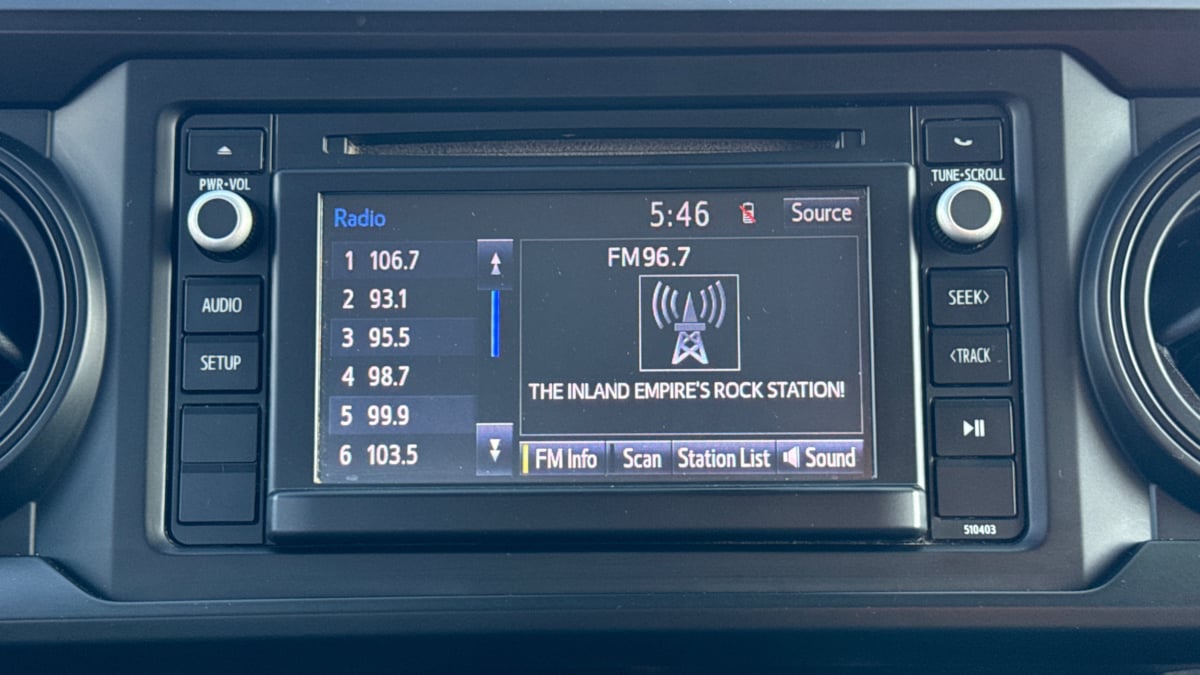 PWR•VOL
AUDIO
SETUP
Radio
5:46
Source
1 106.7
2 93.1
3 95.5
4 98.7
5 99.9
6 103.5
FM96.7
THE INLAND EMPIRE'S ROCK STATION!
FM Info
Scan
Station List
Sound
TUNE•SCROLL
SEEK>
<TRACK
510403